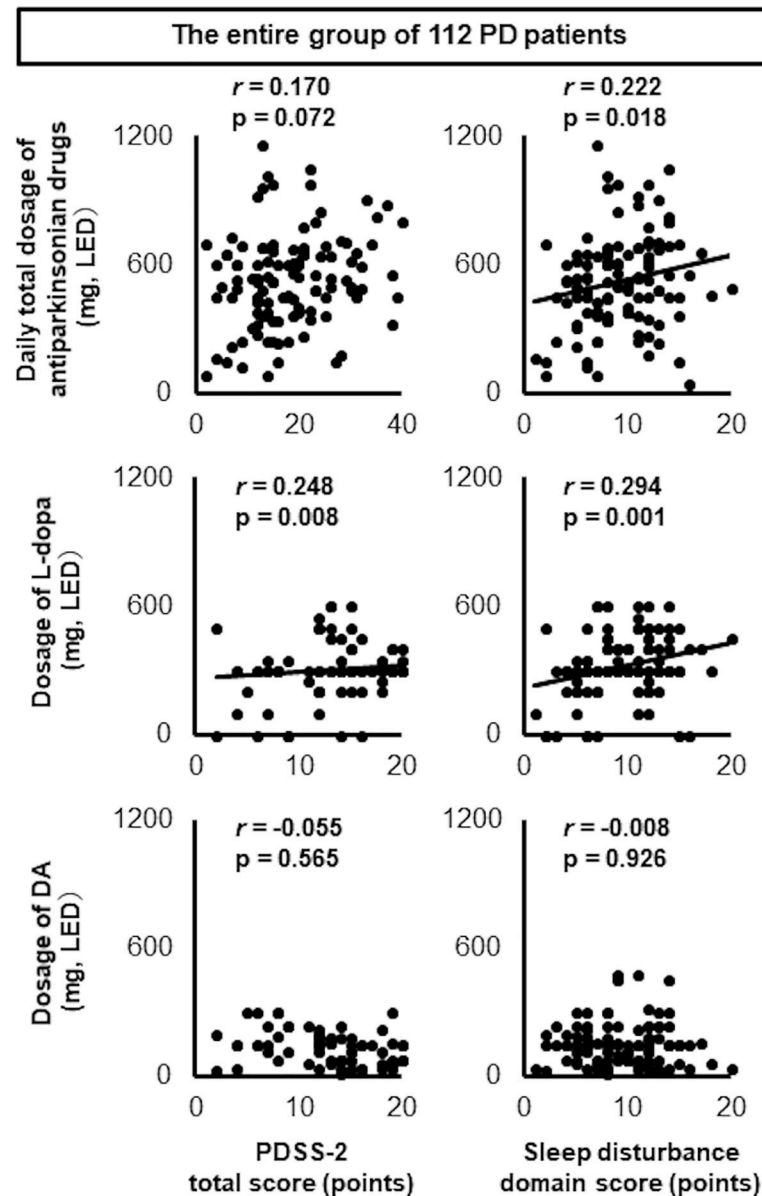 The entire group of 112 PD patients
Daily total dosage of
antiparkinsonian drugs
(mg, LED)
r = 0.170
p = 0.072
1200
600
0
0
20
40
r = 0.222
p = 0.018
1200
600
0
0
10
20
Dosage of L-dopa
(mg, LED)
r = 0.248
p = 0.008
1200
600
0
0
10
20
r = 0.294
p = 0.001
1200
600
0
0
10
20
Dosage of DA
(mg, LED)
r = -0.055
p = 0.565
1200
600
0
0
10
20
r = -0.008
p = 0.926
1200
600
0
0
10
20
PDSS-2
total score (points)
Sleep disturbance
domain score (points)